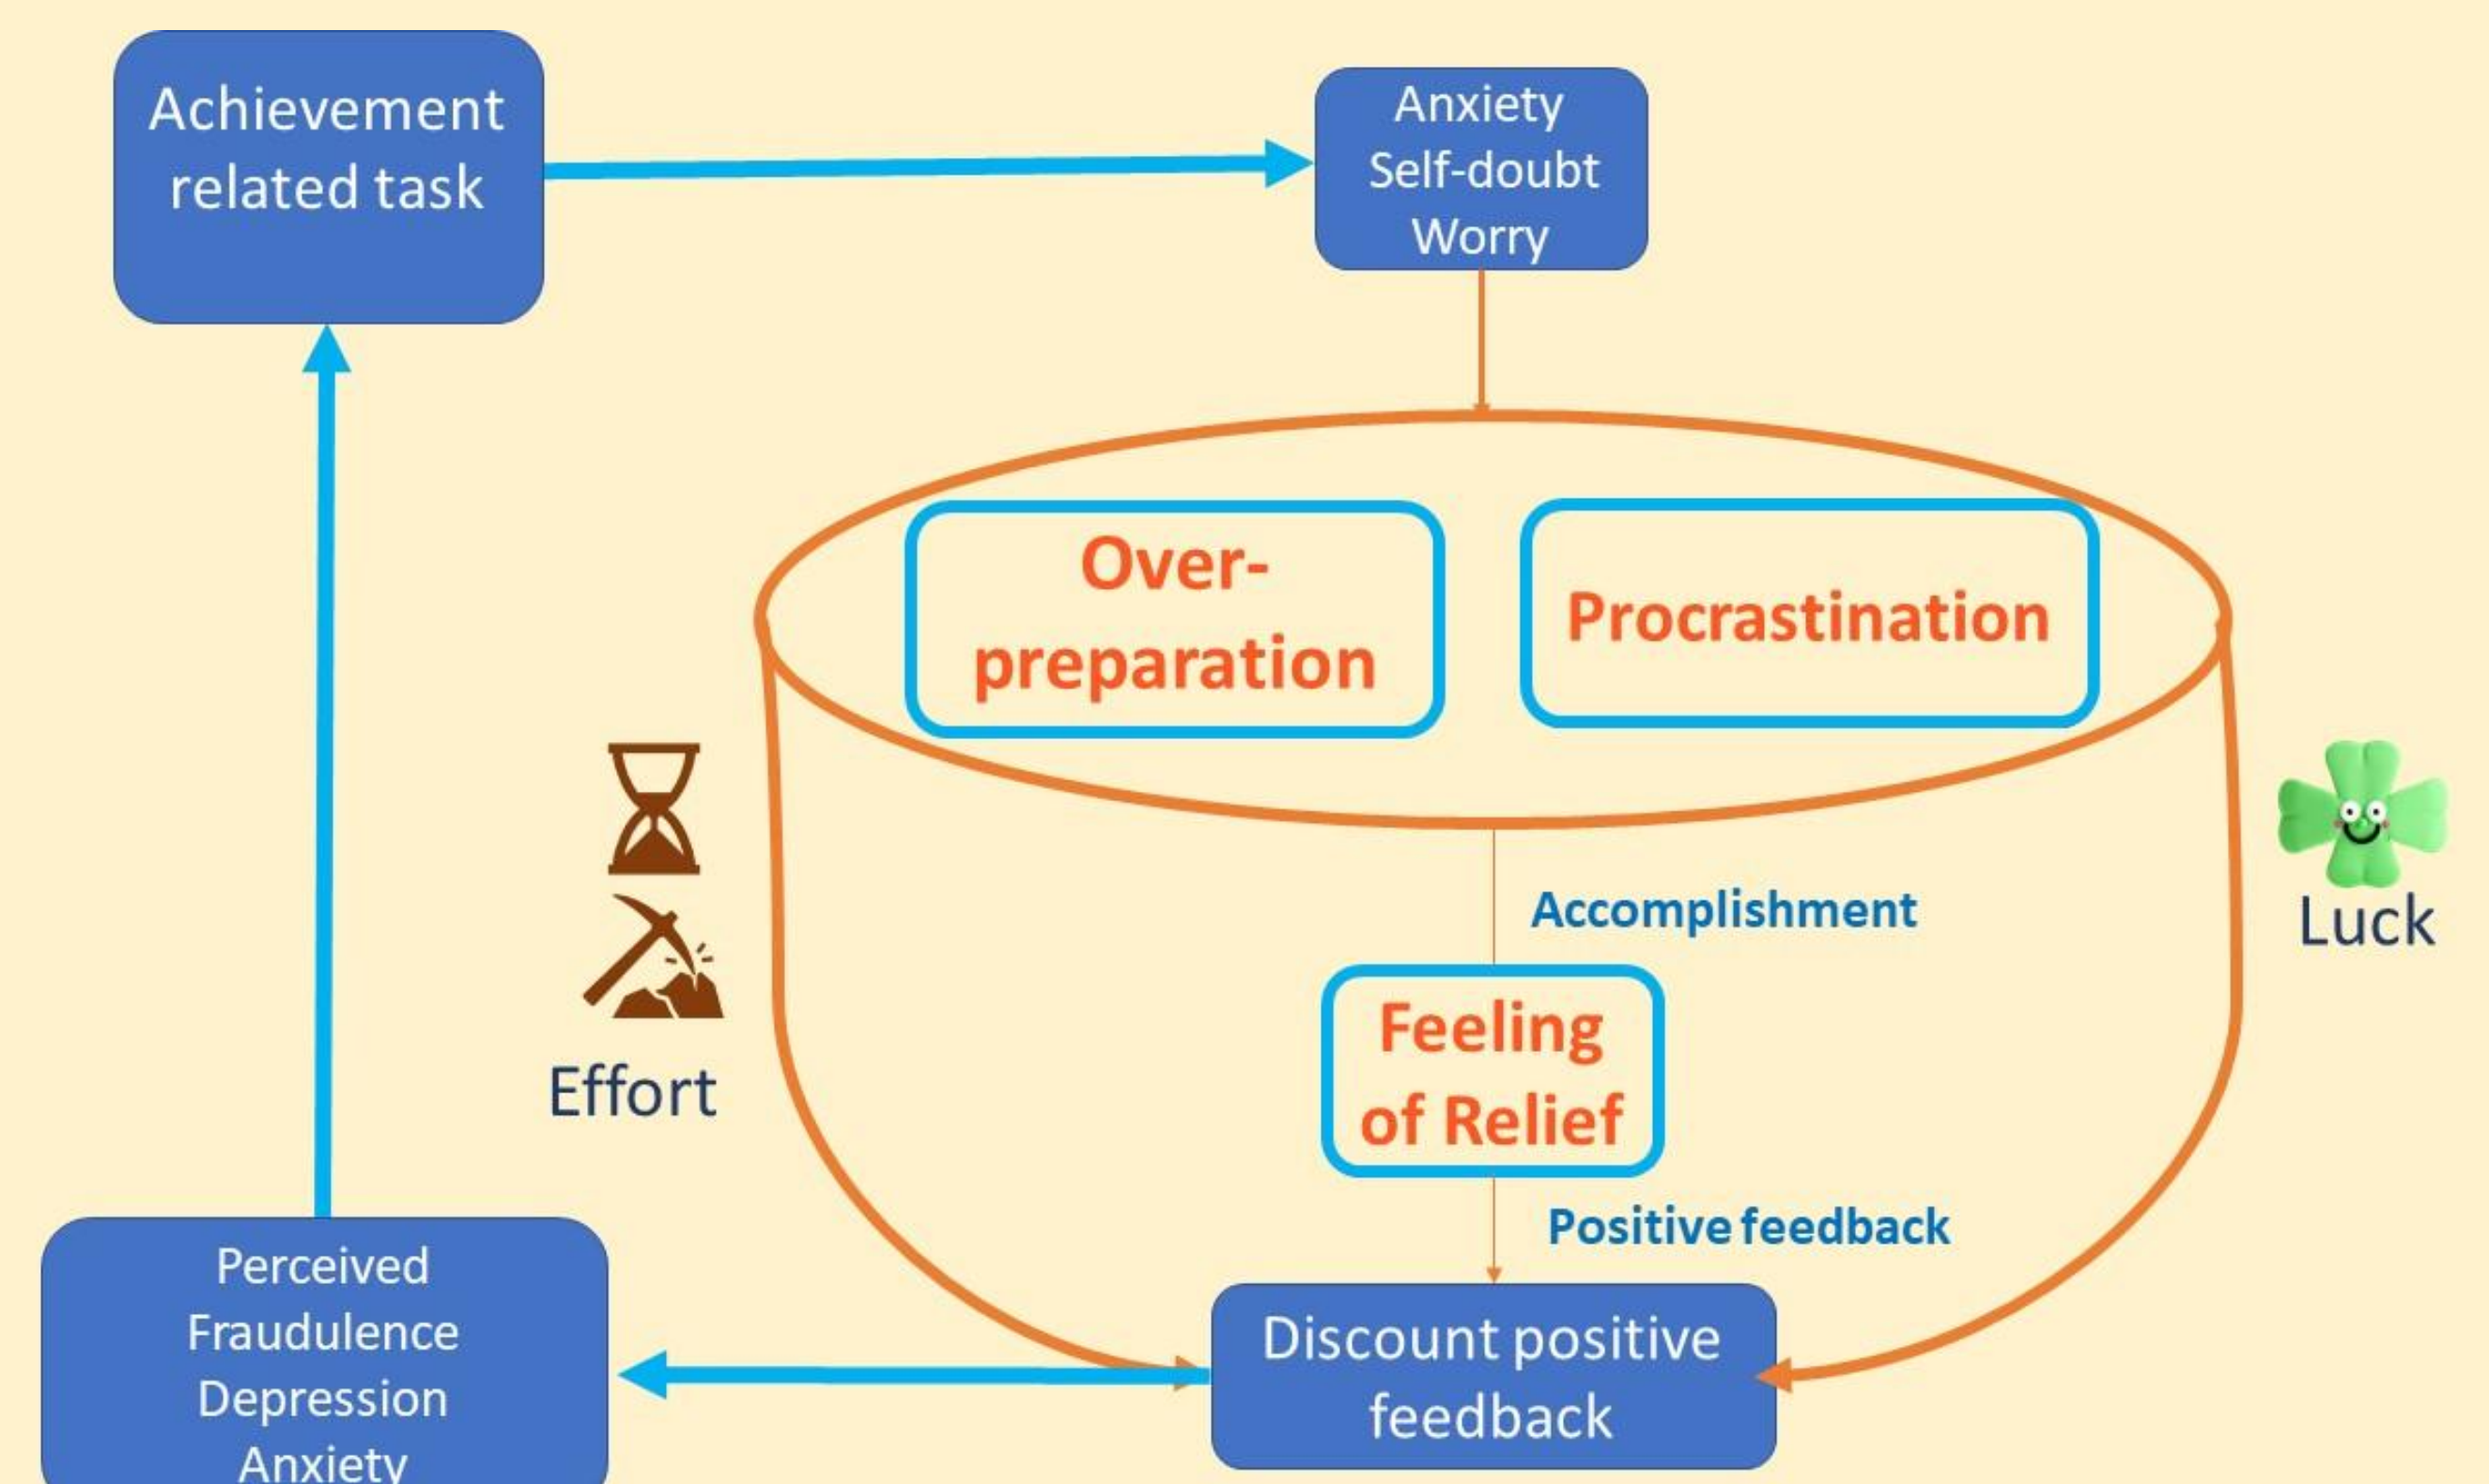 Achievement
related task
Anxiety
Self-doubt
Worry
Over-
preparation
Procrastination
Accomplishment
Luck
Feeling
of Relief
Effort
Positive feedback
Perceived
Fraudulence
Depression
Anxiety
Discount positive
feedback